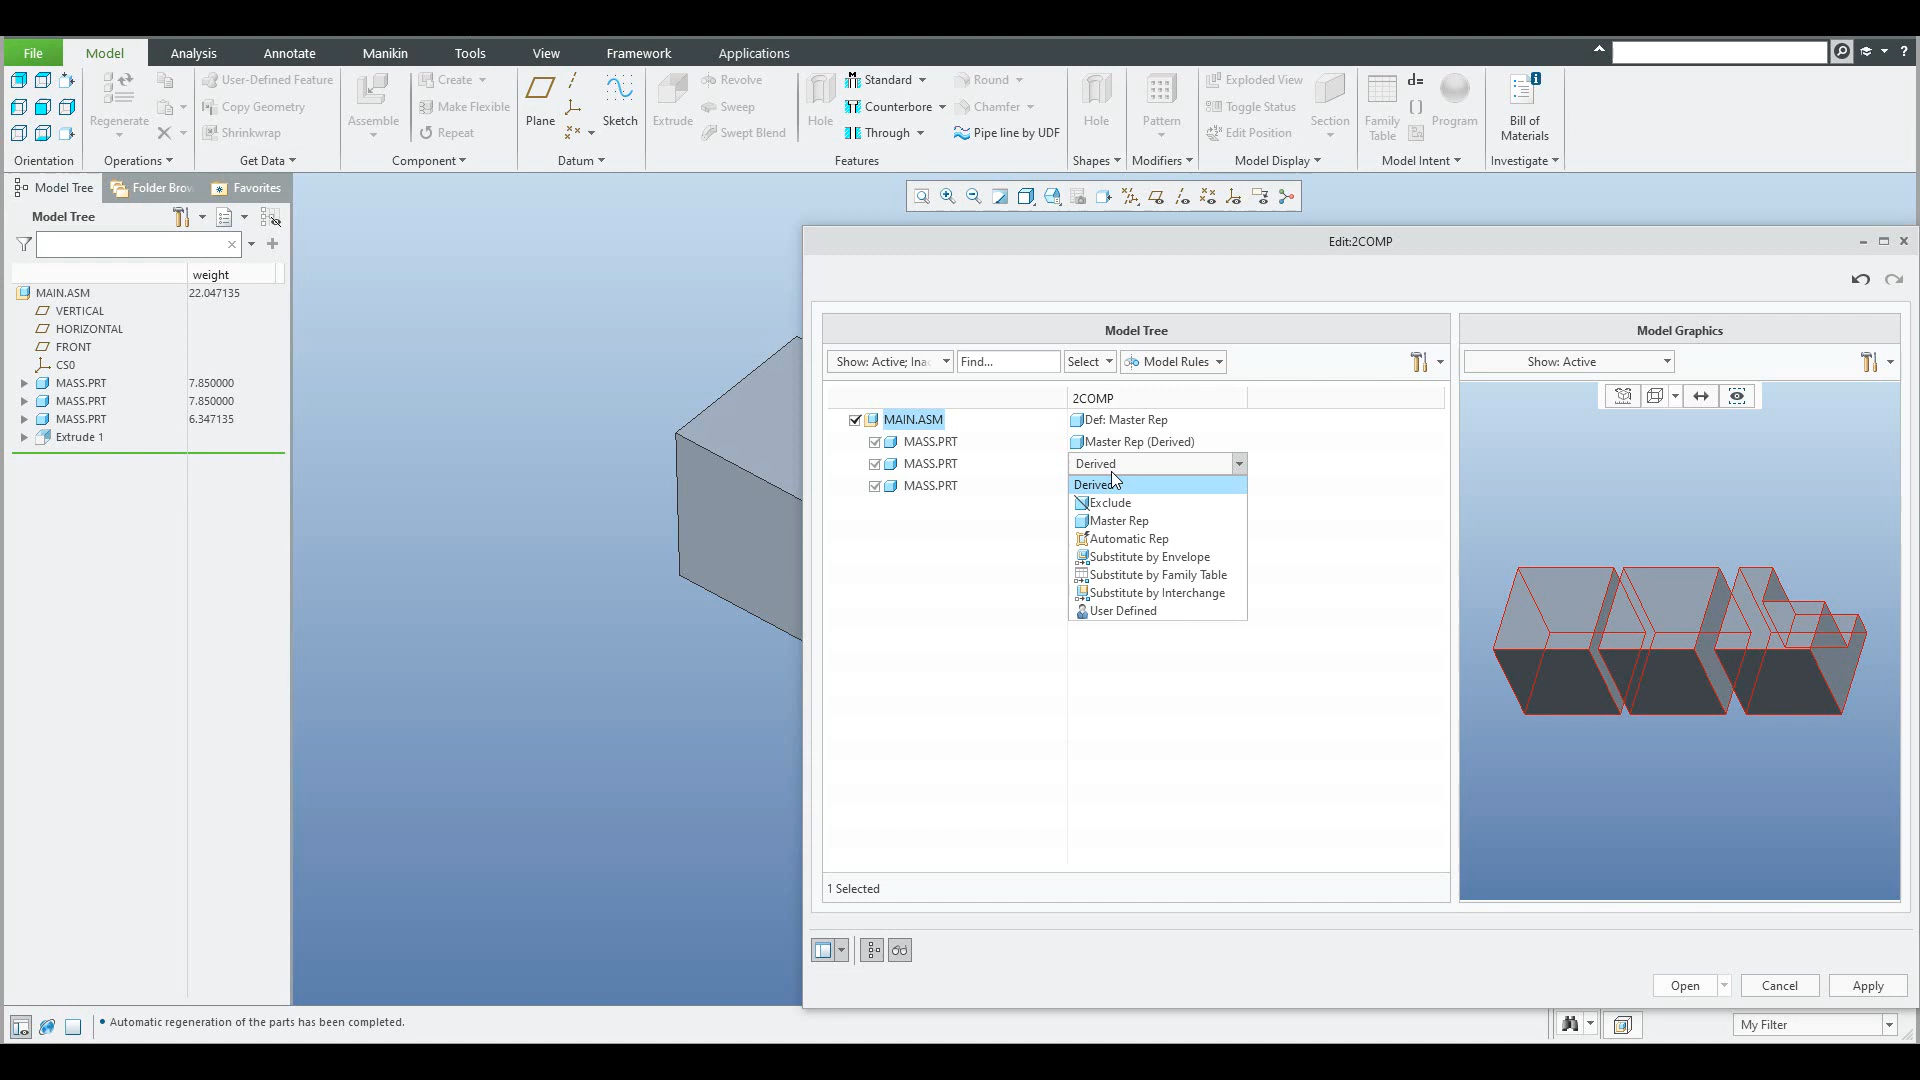 File Model Analysis Annotate Manikin Tools View Framework Applications
User-Defined Feature Create Revolve Standard Round Exploded View
Copy Geometry Make Flexible Sweep Counterbore Chamfer Toggle Status
Regenerate Assemble Plane Sketch Extrude Hole Hole Pattern Section Family Table Program Bill of Materials
Shrinkwrap Repeat Swept Blend Through Pipe line by UDF Edit Position
Orientation Operations Get Data Component Datum Features Shapes Modifiers Model Display Model Intent Investigate
Model Tree Folder Brow Favorites
Model Tree
weight
MAIN.ASM 22.047135
VERTICAL
HORIZONTAL
FRONT
CS0
MASS.PRT 7.850000
MASS.PRT 7.850000
MASS.PRT 6.347135
Extrude 1
Edit:2COMP
Model Tree Model Graphics
Show: Active; Ina Find... Select Model Rules Show: Active
2COMP
MAIN.ASM Def: Master Rep
MASS.PRT Master Rep (Derived)
MASS.PRT Derived
MASS.PRT
Derived
Exclude
Master Rep
Automatic Rep
Substitute by Envelope
Substitute by Family Table
Substitute by Interchange
User Defined
1 Selected
Open Cancel Apply
• Automatic regeneration of the parts has been completed.
My Filter